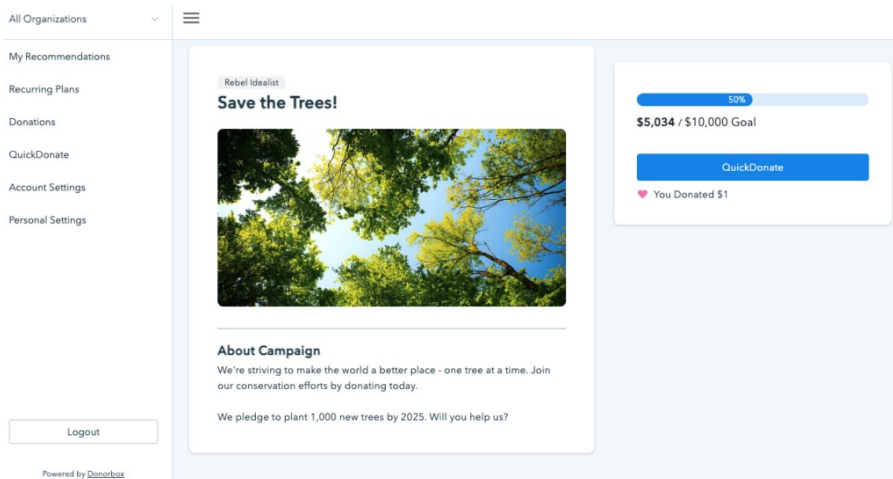 All Organizations
My Recommendations
Recurring Plans
Donations
QuickDonate
Account Settings
Personal Settings
Logout
Powered by Donorbox
Rebel Idealist
Save the Trees!
About Campaign
We're striving to make the world a better place - one tree at a time. Join
our conservation efforts by donating today.
We pledge to plant 1,000 new trees by 2025. Will you help us?
50%
$5,034 / $10,000 Goal
QuickDonate
You Donated $1